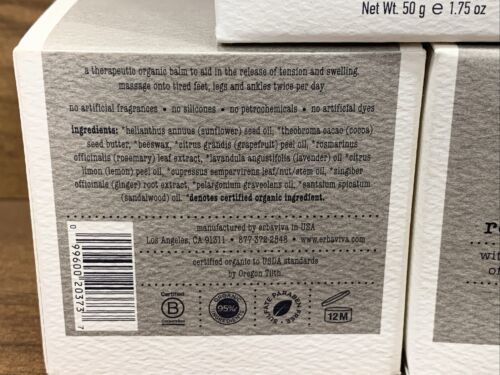 Net Wt. 50 g e 1.75 oz
a therapeutic organic balm to aid in the release of tension and swelling.
massage onto tired feet, legs and ankles twice per day.
no artificial fragrances • no silicones • no petrochemicals • no artificial dyes
ingredients: *helianthus annuus (sunflower) seed oil, *theobroma cacao (cocoa)
seed butter, *beeswax, *citrus grandis (grapefruit) peel oil, *rosmarinus
officinalis (rosemary) leaf extract, *lavandula angustifolia (lavender) oil *citrus
limon (lemon) peel oil, *cupressus sempervirens leaf/nut/stem oil, *zingiber
officinale (ginger) root extract, *pelargonium graveolens oil, *santalum spicatum
(sandalwood) oil. *denotes certified organic ingredient.
manufactured by erbaviva in USA
Los Angeles, CA 91311 • 877-372-2848 • www.erbaviva.com
certified organic to USDA standards
by Oregon Tilth.
0 99600 20373 7
Certified
B
Corporation
ORGANIC
95%
INGREDIENTS
SULFATE PARABEN
FREE
12M